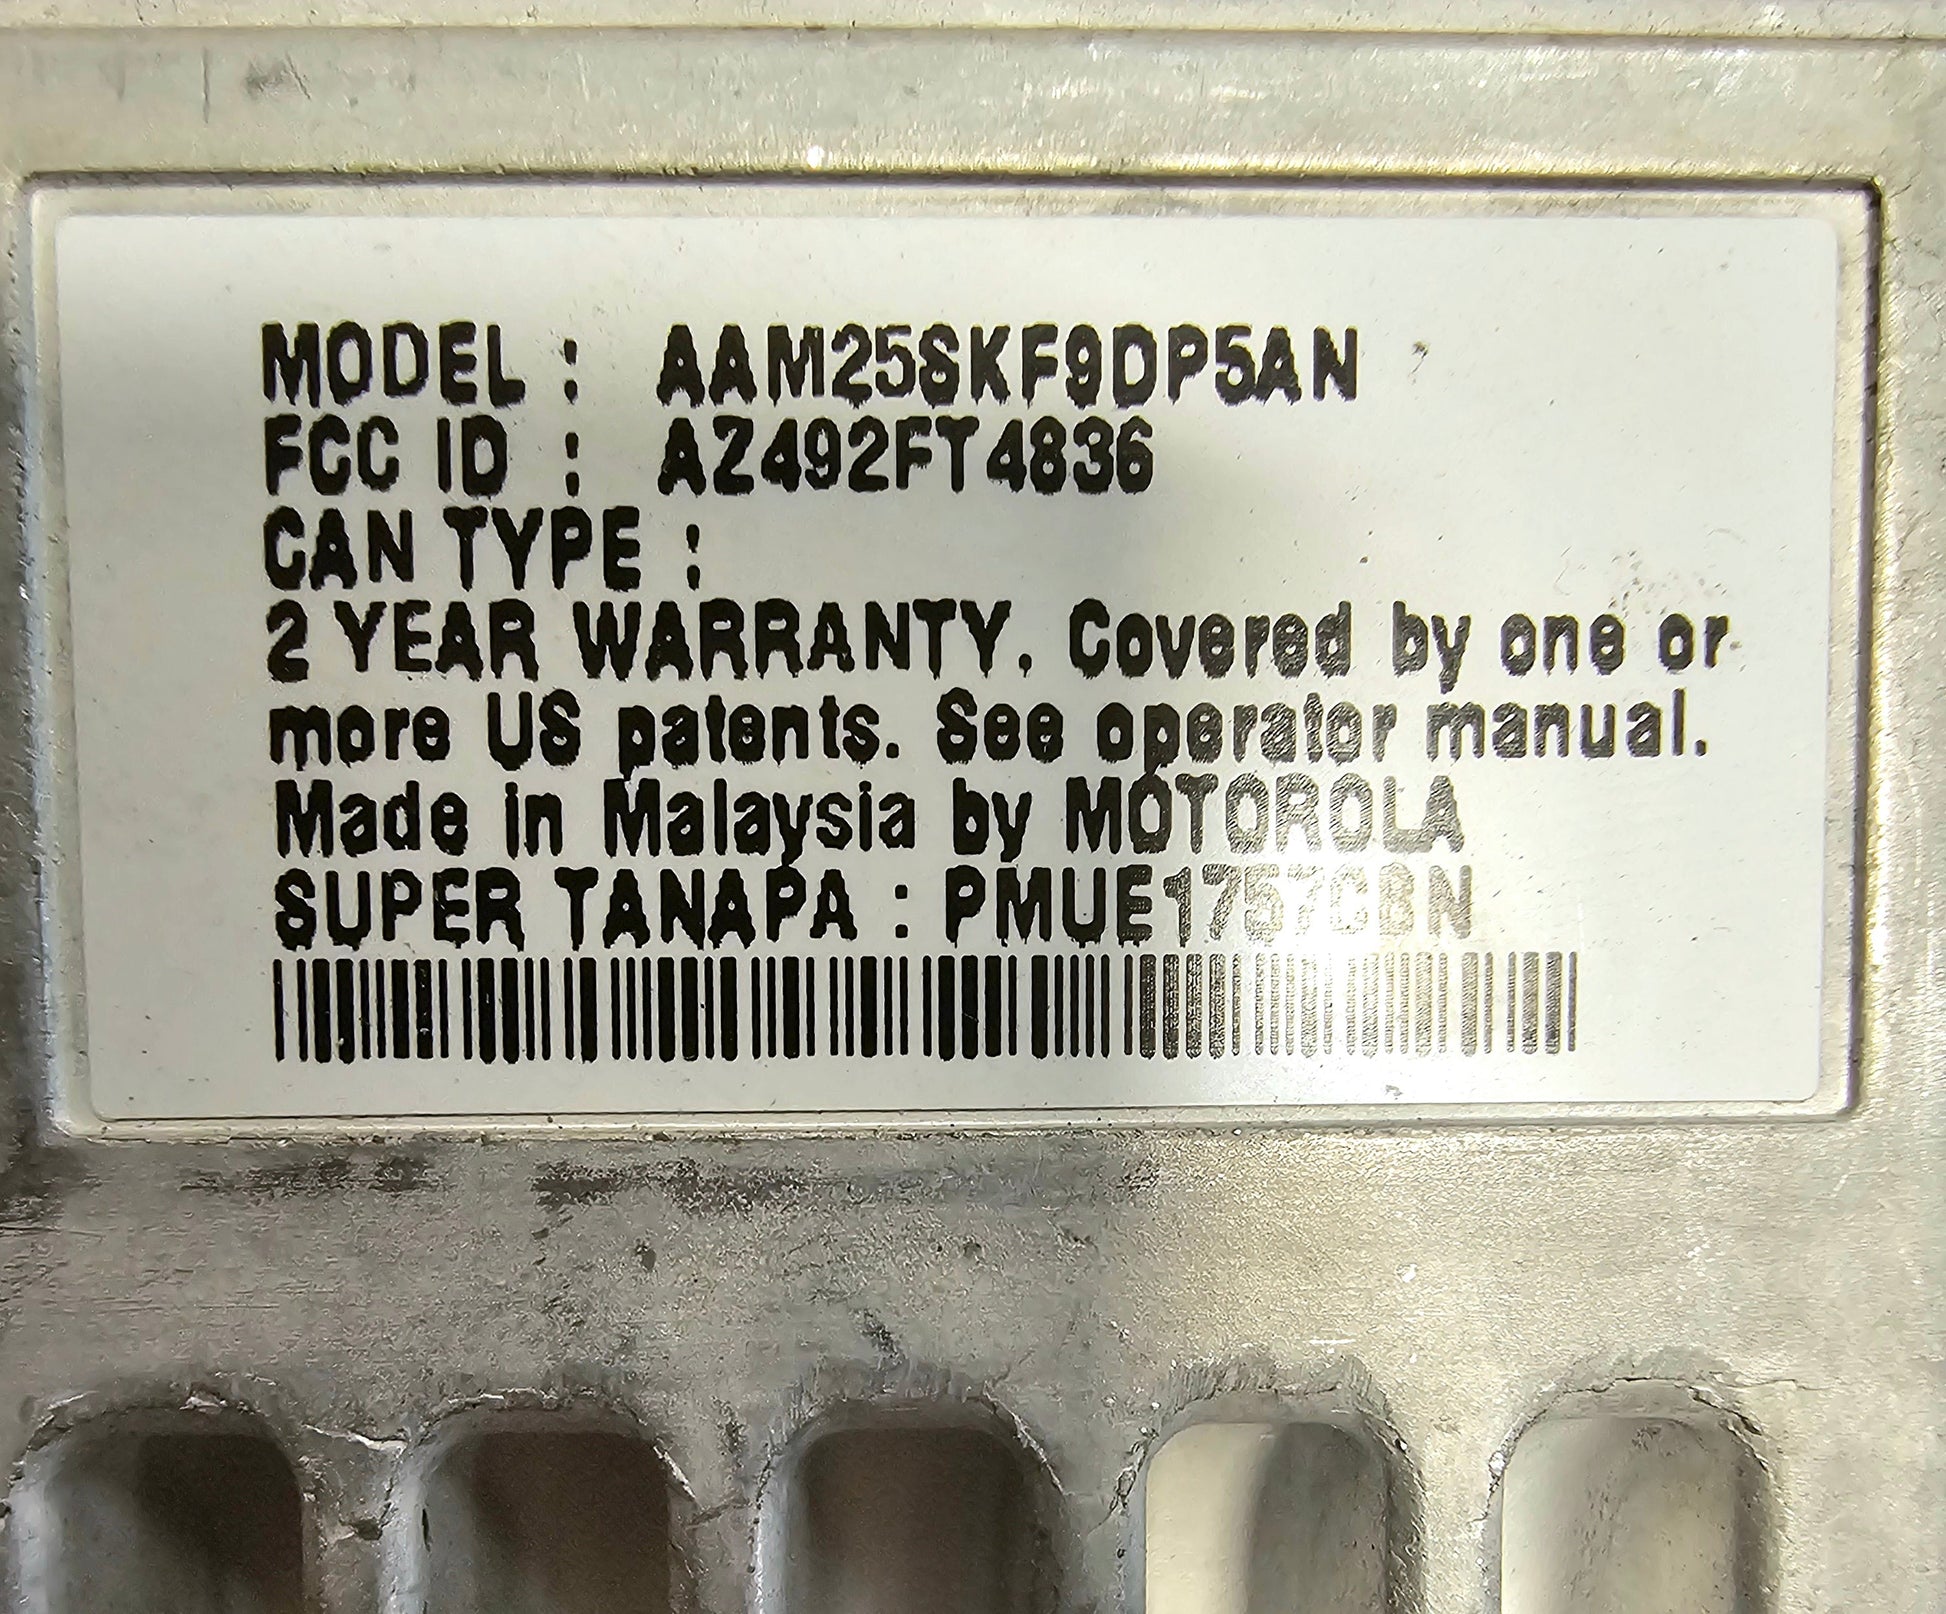 MODEL : AAM25SKF9DP5AN
FCC ID : AZ492FT4836
CAN TYPE :
2 YEAR WARRANTY. Covered by one or
more US patents. See operator manual.
Made in Malaysia by MOTOROLA
SUPER TANAPA : PMUE1757CBN